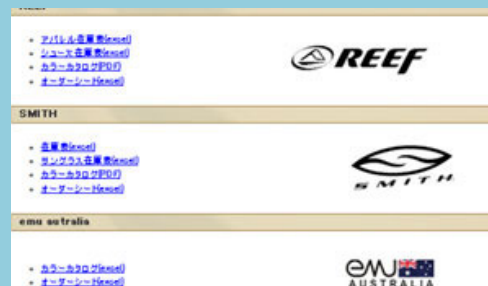 アパレル在庫表(excel)
シューズ在庫表(excel)
カラーカタログ(PDF)
オーダーシート(excel)
REEF
SMITH
在庫表(excel)
サングラス在庫表(excel)
カラーカタログ(PDF)
オーダーシート(excel)
SMITH
emu autralia
カラーカタログ(excel)
オーダーシート(excel)
emu
AUSTRALIA